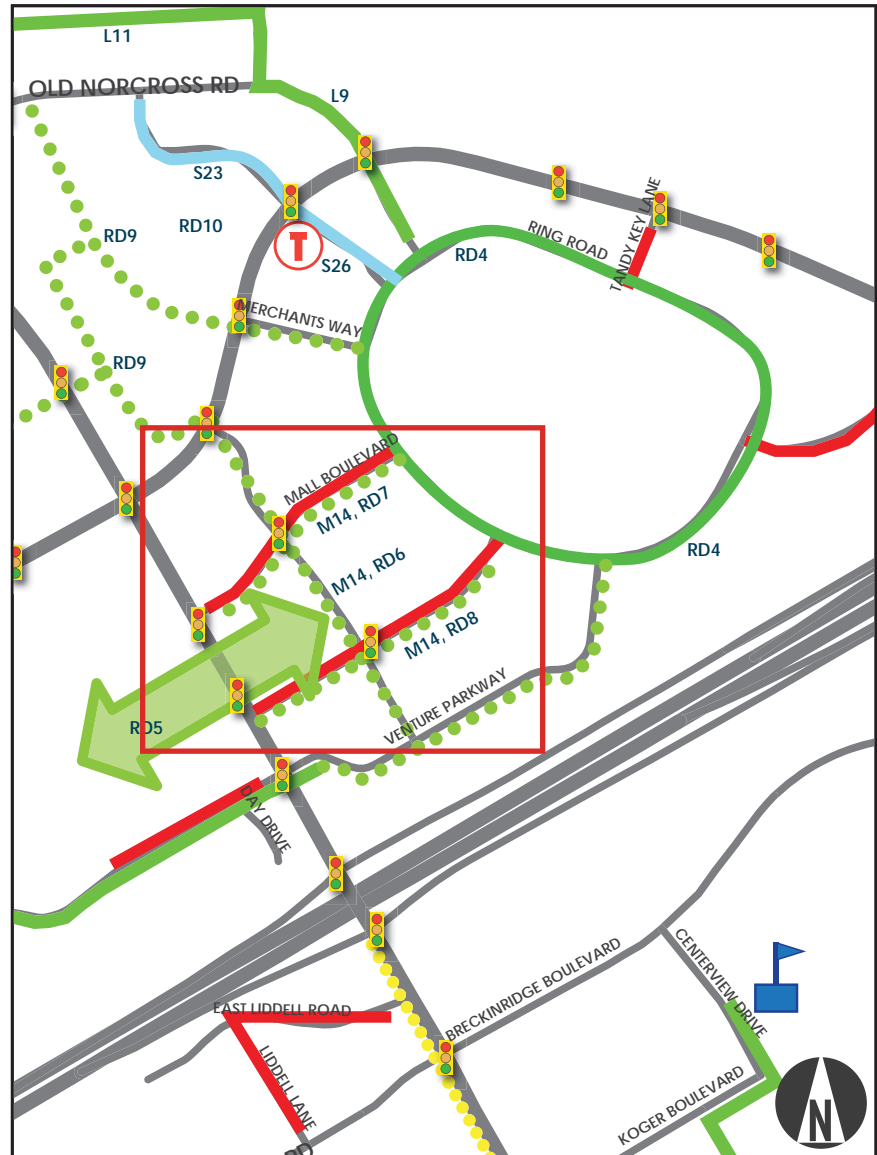 L11
OLD NORCROSS RD
L9
S23
RD10
RD9
T
S26
RD4
RING ROAD
TANDY KEY LANE
MERCHANTS WAY
RD9
MALL BOULEVARD
M14, RD7
M14, RD6
M14, RD8
RD4
VENTURE PARKWAY
RD5
DAY DRIVE
EAST LIDDELL ROAD
LIDDELL LANE
BRECKINRIDGE BOULEVARD
CENTERVIEW DRIVE
KOGER BOULEVARD
RD
N